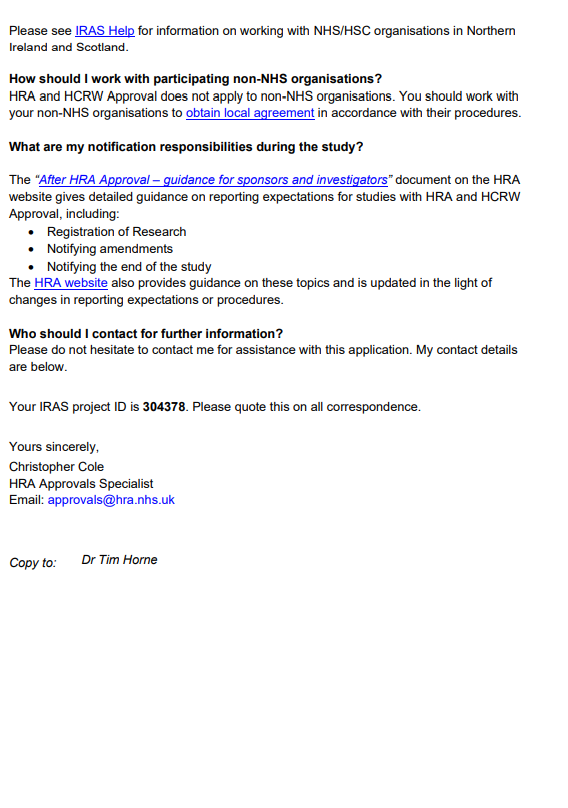 Please see IRAS Help for information on working with NHS/HSC organisations in Northern
Ireland and Scotland.
How should I work with participating non-NHS organisations?
HRA and HCRW Approval does not apply to non-NHS organisations. You should work with
your non-NHS organisations to obtain local agreement in accordance with their procedures.
What are my notification responsibilities during the study?
The “After HRA Approval – guidance for sponsors and investigators” document on the HRA
website gives detailed guidance on reporting expectations for studies with HRA and HCRW
Approval, including:
• Registration of Research
• Notifying amendments
• Notifying the end of the study
The HRA website also provides guidance on these topics and is updated in the light of
changes in reporting expectations or procedures.
Who should I contact for further information?
Please do not hesitate to contact me for assistance with this application. My contact details
are below.
Your IRAS project ID is 304378. Please quote this on all correspondence.
Yours sincerely,
Christopher Cole
HRA Approvals Specialist
Email: approvals@hra.nhs.uk
Copy to: Dr Tim Horne